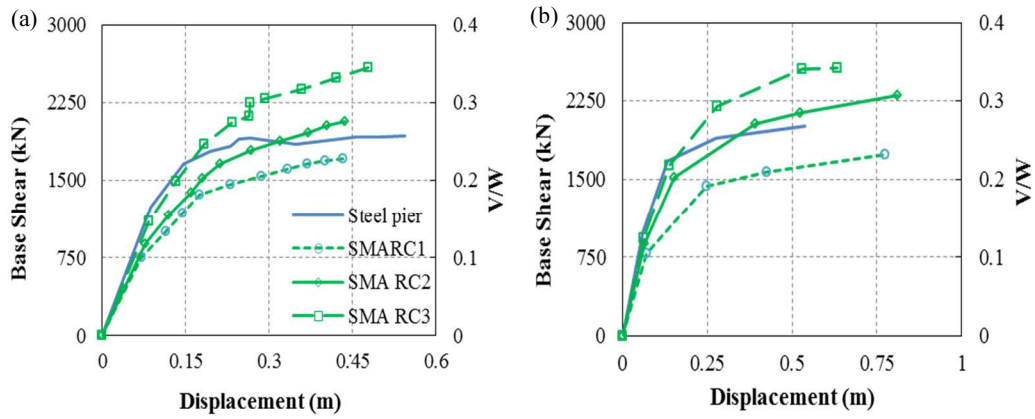 (a)
3000
2250
1500
750
0
Base Shear (kN)
0 0.15 0.3 0.45 0.6
Displacement (m)
0.4
0.3
0.2
0.1
0
V/W
Steel pier
SMARC1
SMA RC2
SMA RC3
(b)
3000
2250
1500
750
0
Base Shear (kN)
0 0.25 0.5 0.75 1
Displacement (m)
0.4
0.3
0.2
0.1
0
V/W